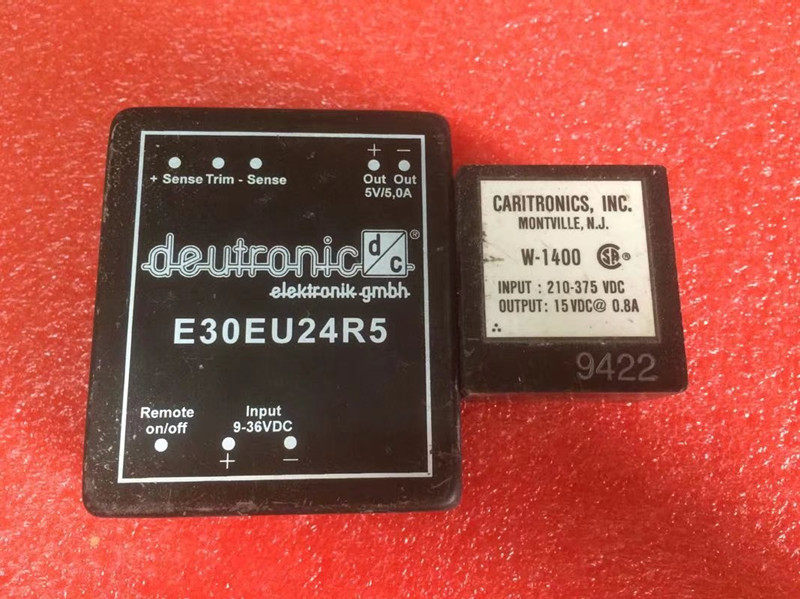 + −
+ Sense Trim - Sense
Out Out
5V/5,0A
deutronic d/c ®
elektronik gmbh
E30EU24R5
Remote
on/off
Input
9-36VDC
+ −
CARITRONICS, INC.
MONTVILLE, N.J.
W-1400 SA ®
INPUT : 210-375 VDC
OUTPUT: 15 VDC@ 0.8A
9422